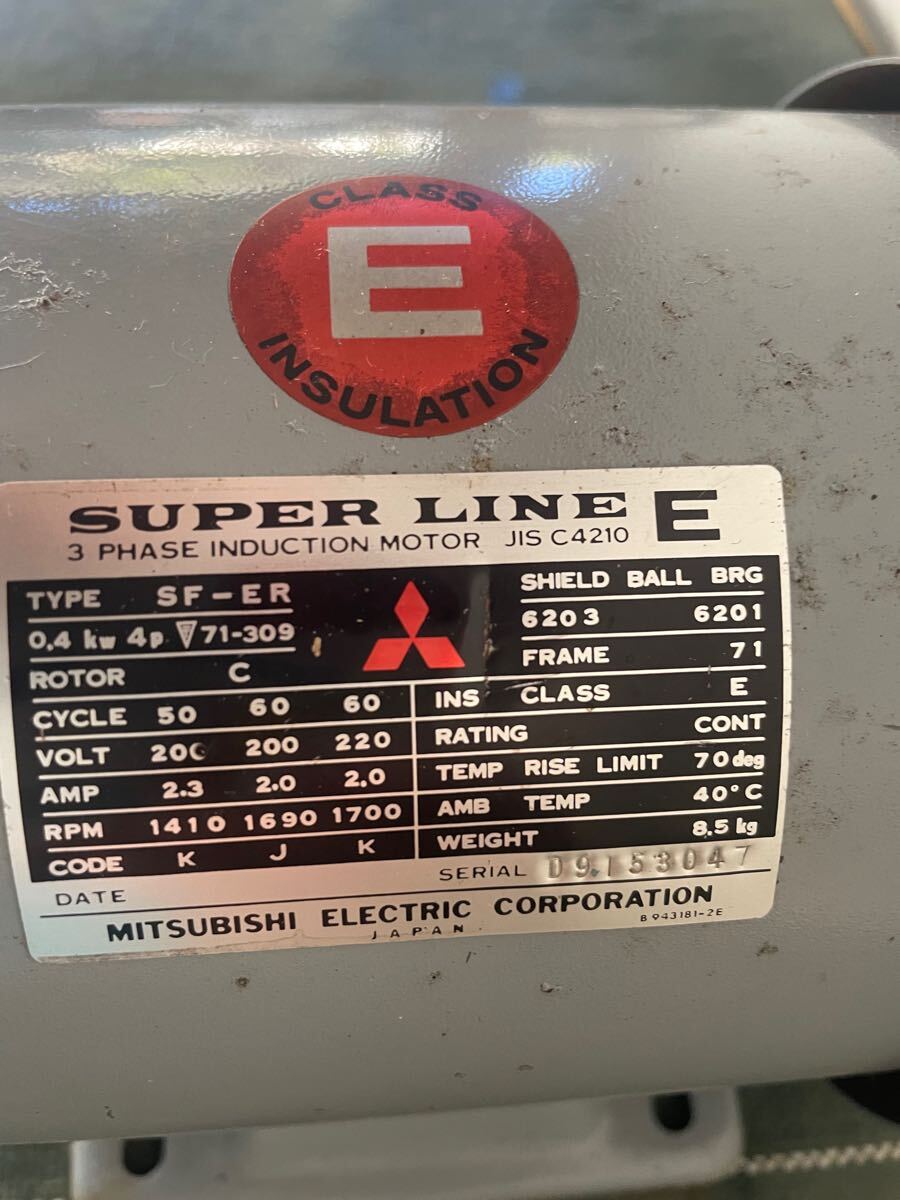 CLASS
E
INSULATION
SUPER LINE E
3 PHASE INDUCTION MOTOR JIS C4210
TYPE SF-ER
0.4 kw 4p 71-309
ROTOR C
CYCLE 50 60 60
VOLT 200 200 220
AMP 2.3 2.0 2.0
RPM 1410 1690 1700
CODE K J K
SHIELD BALL BRG
6203 6201
FRAME 71
INS CLASS E
RATING CONT
TEMP RISE LIMIT 70deg
AMB TEMP 40°C
WEIGHT 8.5 kg
DATE
SERIAL D9.153047
MITSUBISHI ELECTRIC CORPORATION
JAPAN
B943181-2E